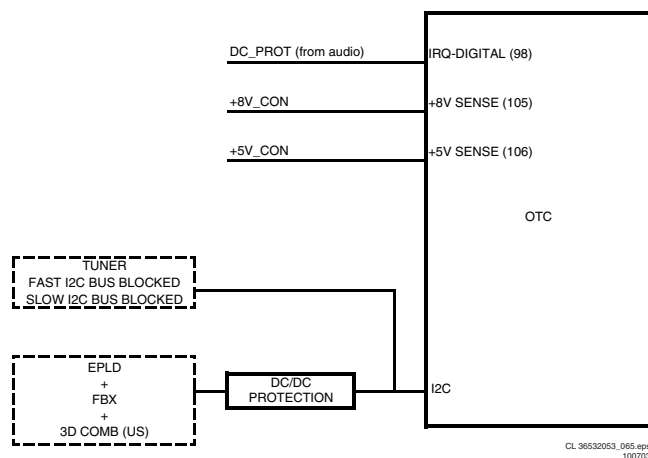 DC_PROT (from audio)
IRQ-DIGITAL (98)
+8V_CON
+8V SENSE (105)
+5V_CON
+5V SENSE (106)
OTC
TUNER
FAST I2C BUS BLOCKED
SLOW I2C BUS BLOCKED
EPLD
+
FBX
+
3D COMB (US)
DC/DC
PROTECTION
I2C
CL 36532053_065.eps
100703